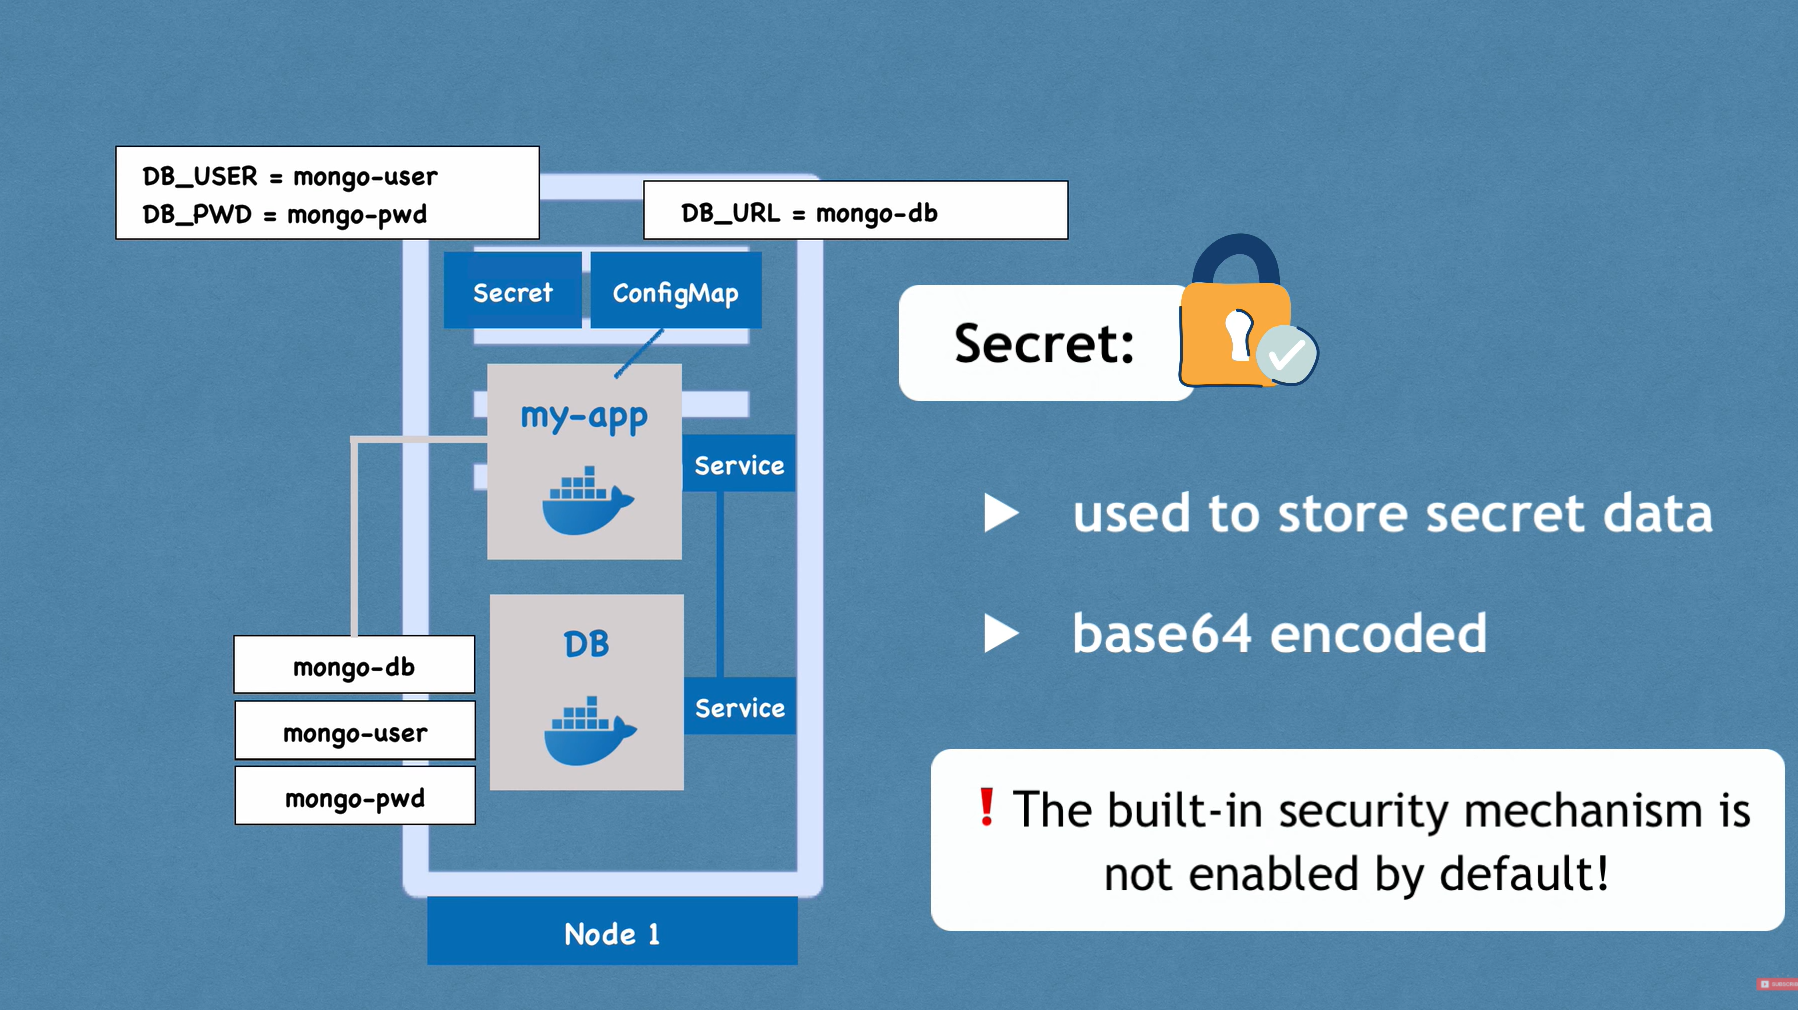 DB_USER = mongo-user
DB_PWD = mongo-pwd
DB_URL = mongo-db
Secret
ConfigMap
my-app
Service
DB
Service
mongo-db
mongo-user
mongo-pwd
Node 1
Secret:
used to store secret data
base64 encoded
! The built-in security mechanism is
not enabled by default!